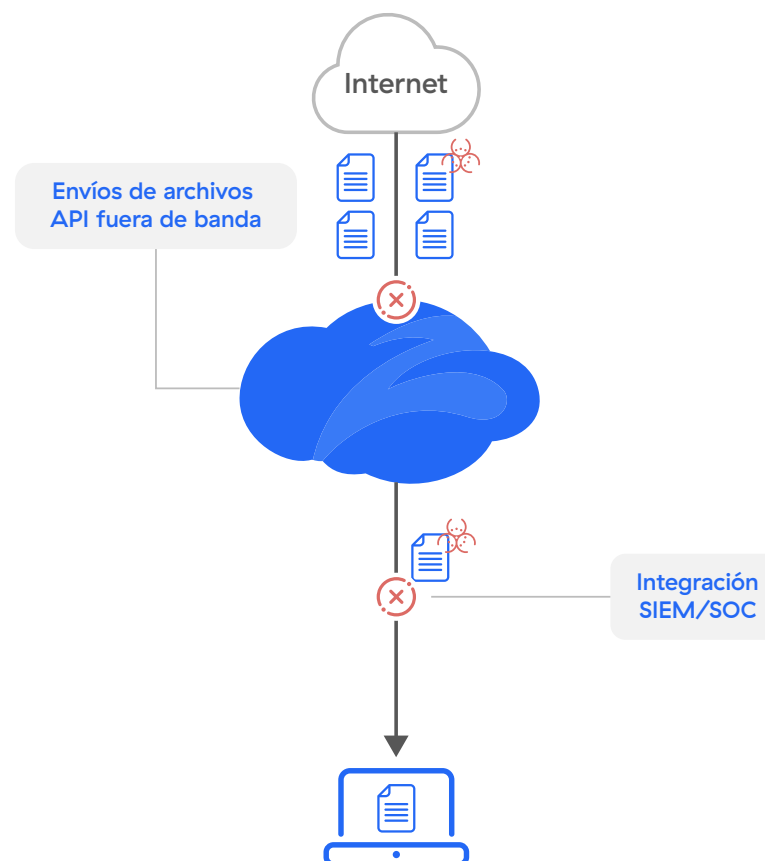 Internet
Envíos de archivos
API fuera de banda
Integración
SIEM/SOC